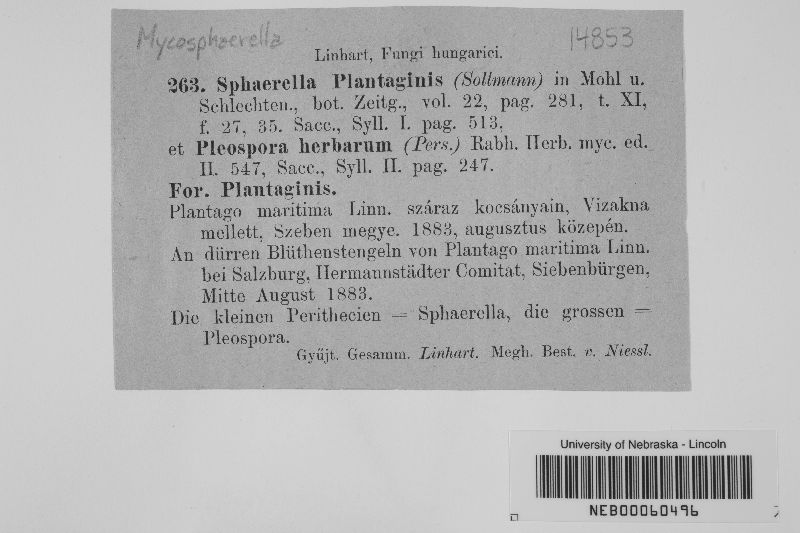 Mycosphaerella
14853
Linhart, Fungi hungarici.
263. Sphaerella Plantaginis (Sollmann) in Mohl u.
Schlechten., bot. Zeitg., vol. 22, pag. 281, t. XI,
f. 27, 35. Sacc., Syll. I. pag. 513,
et Pleospora herbarum (Pers.) Rabh. Herb. myc. ed.
II. 547, Sacc., Syll. II. pag. 247.
For. Plantaginis.
Plantago maritima Linn. száraz kocsányain, Vizakna
mellett, Szeben megye. 1883, augusztus közepén.
An dürren Blüthenstengeln von Plantago maritima Linn.
bei Salzburg, Hermannstädter Comitat, Siebenbürgen,
Mitte August 1883.
Die kleinen Perithecien = Sphaerella, die grossen =
Pleospora.
Gyűjt. Gesamm. Linhart. Megh. Best. v. Niessl.
University of Nebraska - Lincoln
NEB00060496